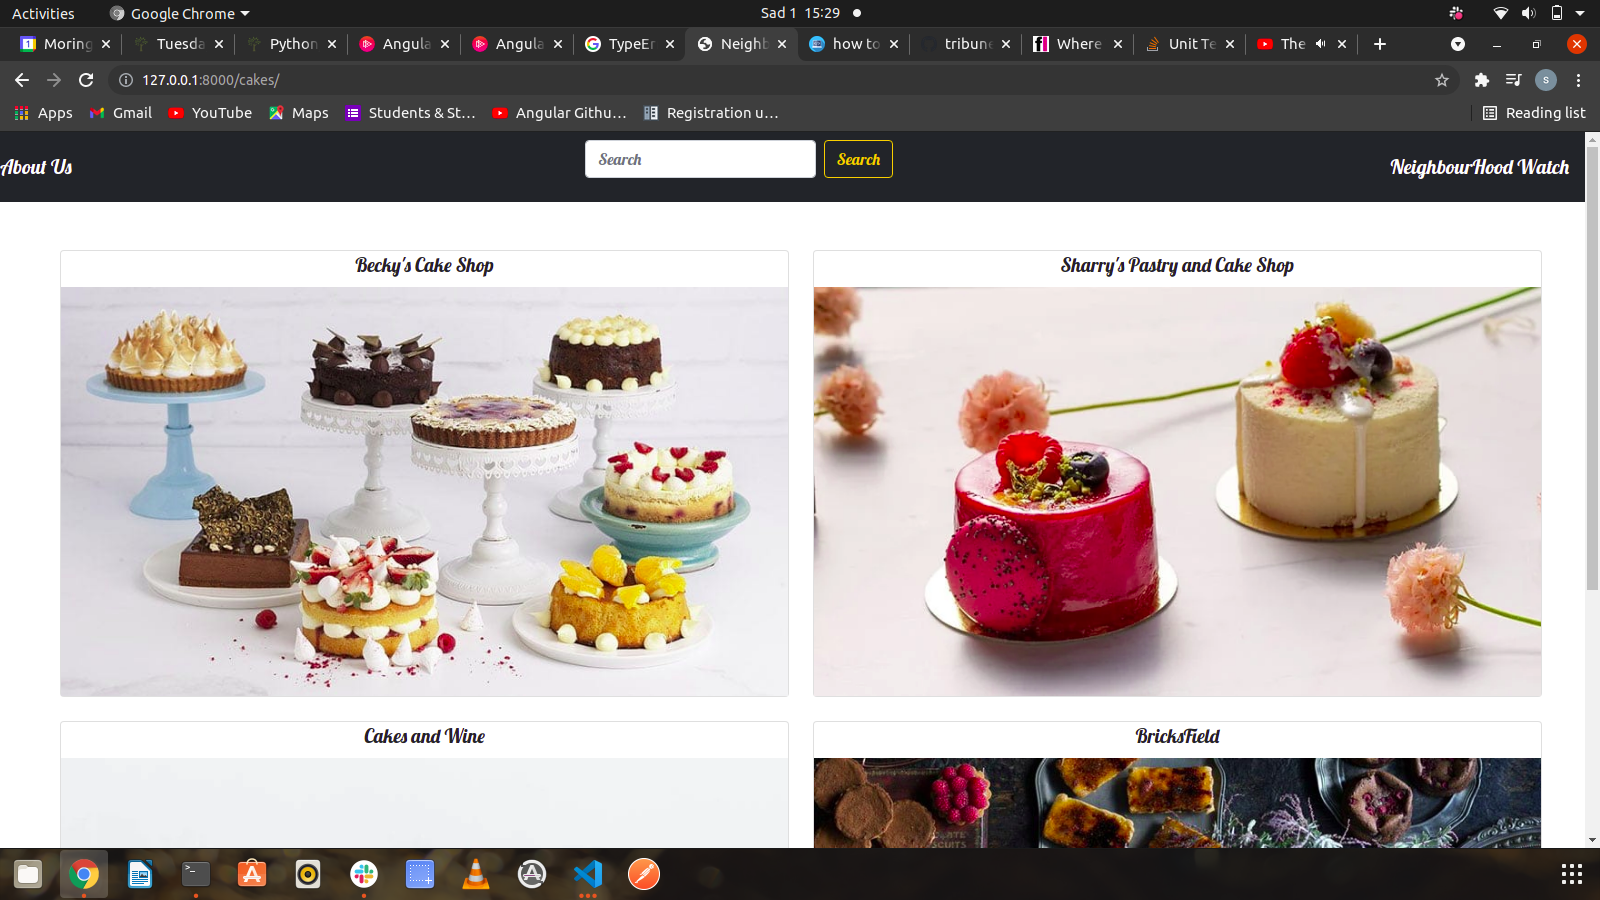 Activities
Google Chrome
Sad 1 15:29
Moring
Tuesda
Python
Angula
Angula
TypeEr
Neighb
how to
tribune
Where
Unit Te
The
127.0.0.1:8000/cakes/
S
Apps
Gmail
YouTube
Maps
Students & St...
Angular Githu...
Registration u...
Reading list
About Us
Search
Search
NeighbourHood Watch
Becky's Cake Shop
Sharry's Pastry and Cake Shop
Cakes and Wine
BricksField